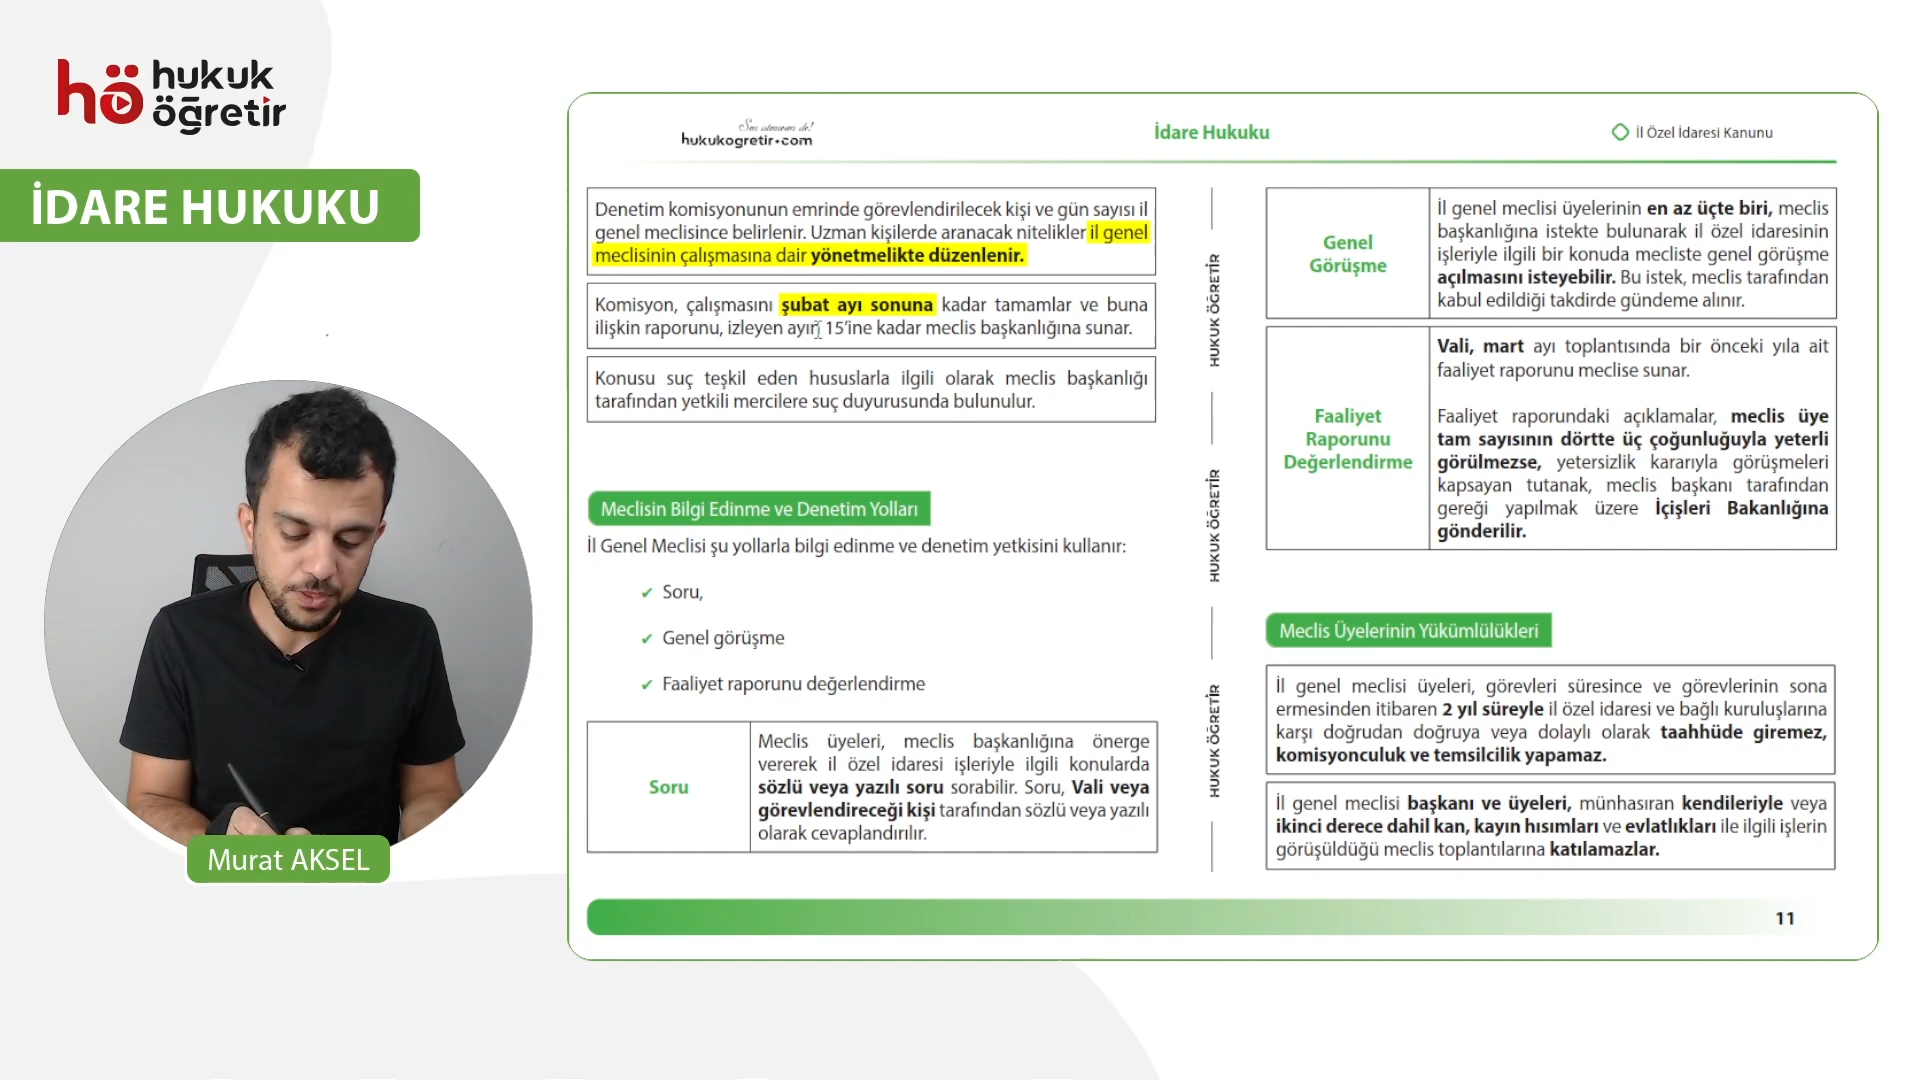 hukuk
öğretir
İDARE HUKUKU
Murat AKSEL
Sen istemesen de!
hukukogretir•com
İdare Hukuku
İl Özel İdaresi Kanunu
Denetim komisyonunun emrinde görevlendirilecek kişi ve gün sayısı il
genel meclisince belirlenir. Uzman kişilerde aranacak nitelikler il genel
meclisinin çalışmasına dair yönetmelikte düzenlenir.
Komisyon, çalışmasını şubat ayı sonuna kadar tamamlar ve buna
ilişkin raporunu, izleyen ayın 15’ine kadar meclis başkanlığına sunar.
Konusu suç teşkil eden hususlarla ilgili olarak meclis başkanlığı
tarafından yetkili mercilere suç duyurusunda bulunulur.
Meclisin Bilgi Edinme ve Denetim Yolları
İl Genel Meclisi şu yollarla bilgi edinme ve denetim yetkisini kullanır:
✔ Soru,
✔ Genel görüşme
✔ Faaliyet raporunu değerlendirme
Soru
Meclis üyeleri, meclis başkanlığına önerge
vererek il özel idaresi işleriyle ilgili konularda
sözlü veya yazılı soru sorabilir. Soru, Vali veya
görevlendireceği kişi tarafından sözlü veya yazılı
olarak cevaplandırılır.
HUKUK ÖĞRETİR
HUKUK ÖĞRETİR
HUKUK ÖĞRETİR
Genel
Görüşme
İl genel meclisi üyelerinin en az üçte biri, meclis
başkanlığına istekte bulunarak il özel idaresinin
işleriyle ilgili bir konuda mecliste genel görüşme
açılmasını isteyebilir. Bu istek, meclis tarafından
kabul edildiği takdirde gündeme alınır.
Faaliyet
Raporunu
Değerlendirme
Vali, mart ayı toplantısında bir önceki yıla ait
faaliyet raporunu meclise sunar.
Faaliyet raporundaki açıklamalar, meclis üye
tam sayısının dörtte üç çoğunluğuyla yeterli
görülmezse, yetersizlik kararıyla görüşmeleri
kapsayan tutanak, meclis başkanı tarafından
gereği yapılmak üzere İçişleri Bakanlığına
gönderilir.
Meclis Üyelerinin Yükümlülükleri
İl genel meclisi üyeleri, görevleri süresince ve görevlerinin sona
ermesinden itibaren 2 yıl süreyle il özel idaresi ve bağlı kuruluşlarına
karşı doğrudan doğruya veya dolaylı olarak taahhüde giremez,
komisyonculuk ve temsilcilik yapamaz.
İl genel meclisi başkanı ve üyeleri, münhasıran kendileriyle veya
ikinci derece dahil kan, kayın hısımları ve evlatlıkları ile ilgili işlerin
görüşüldüğü meclis toplantılarına katılamazlar.
11